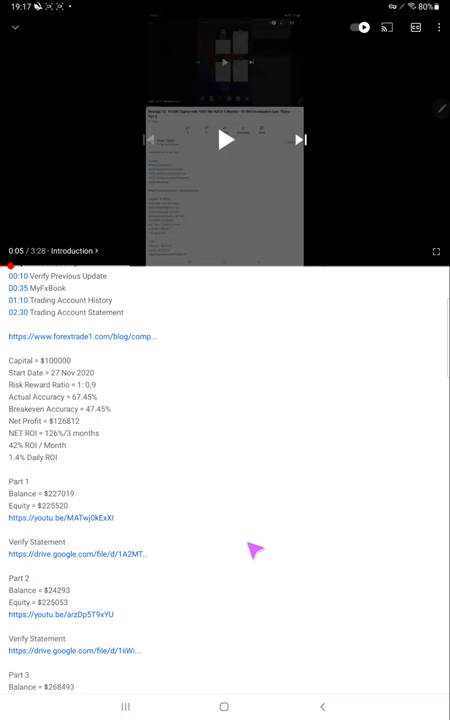 19:17
80%
0:05 / 3:28 · Introduction >
00:10 Verify Previous Update
00:35 MyFxBook
01:10 Trading Account History
02:30 Trading Account Statement
https://www.forextrade1.com/blog/comp...
Capital = $100000
Start Date = 27 Nov 2020
Risk Reward Ratio = 1: 0.9
Actual Accuracy = 67.45%
Breakeven Accuracy = 47.45%
Net Profit = $126812
NET ROI = 126%/3 months
42% ROI / Month
1.4% Daily ROI
Part 1
Balance = $227019
Equity = $225520
https://youtu.be/MATwj0kExXI
Verify Statement
https://drive.google.com/file/d/1A2MT...
Part 2
Balance = $24293
Equity = $225053
https://youtu.be/arzDp5T9xYU
Verify Statement
https://drive.google.com/file/d/1iiWi...
Part 3
Balance = $268493